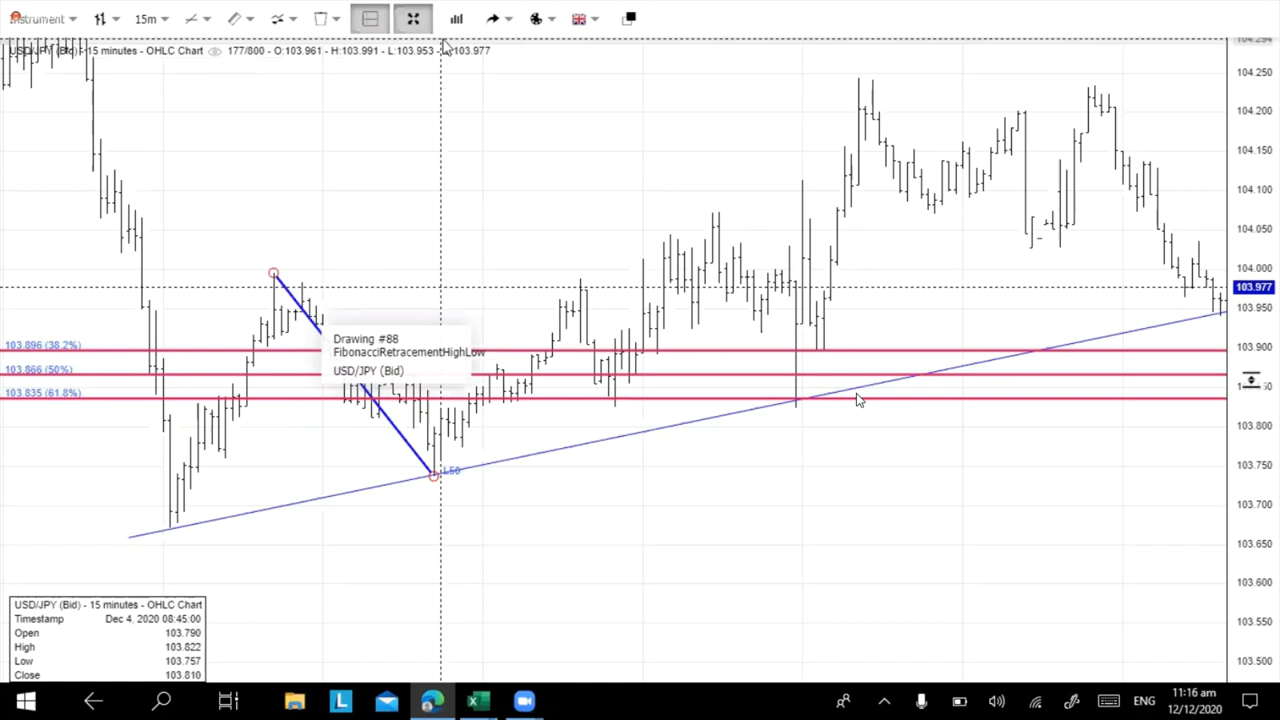 Instrument
15m
USD/JPY (Bid) - 15 minutes - OHLC Chart
177/800 - O:103.961 - H:103.991 - L:103.953 - C:103.977
104.294
104.250
104.200
104.150
104.100
104.050
104.000
103.977
103.950
103.900
103.800
103.750
103.700
103.650
103.600
103.550
103.500
103.896 (38.2%)
103.866 (50%)
103.835 (61.8%)
Drawing #88
FibonacciRetracementHighLow
USD/JPY (Bid)
L50
USD/JPY (Bid) - 15 minutes - OHLC Chart
Timestamp Dec 4, 2020 08:45:00
Open 103.790
High 103.822
Low 103.757
Close 103.810
L
X
ENG
11:16 am
12/12/2020